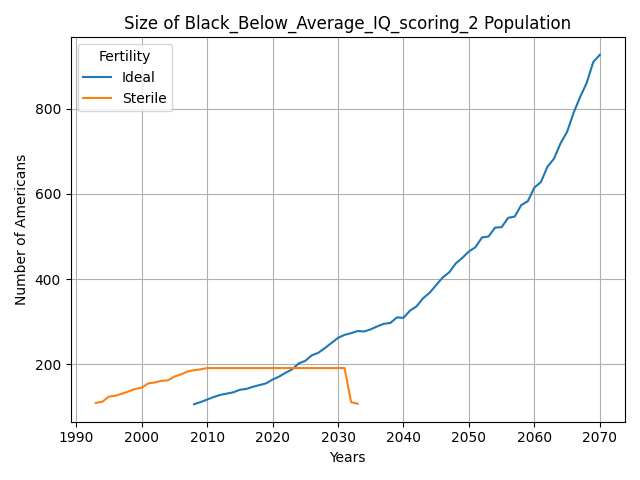 Size of Black_Below_Average_IQ_scoring_2 Population
Fertility
Ideal
Sterile
Number of Americans
800
600
400
200
1990 2000 2010 2020 2030 2040 2050 2060 2070
Years